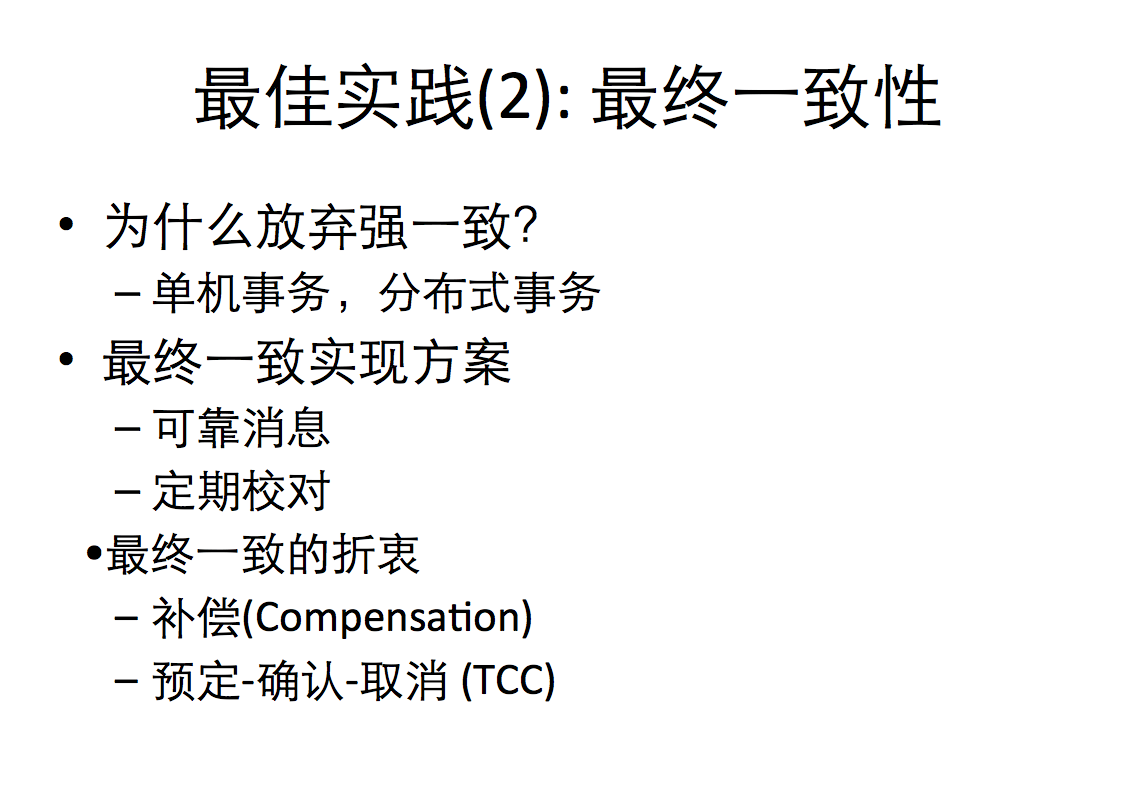 最佳实践(2): 最终一致性
• 为什么放弃强一致?
– 单机事务，分布式事务
• 最终一致实现方案
– 可靠消息
– 定期校对
•最终一致的折衷
– 补偿(Compensation)
– 预定-确认-取消 (TCC)